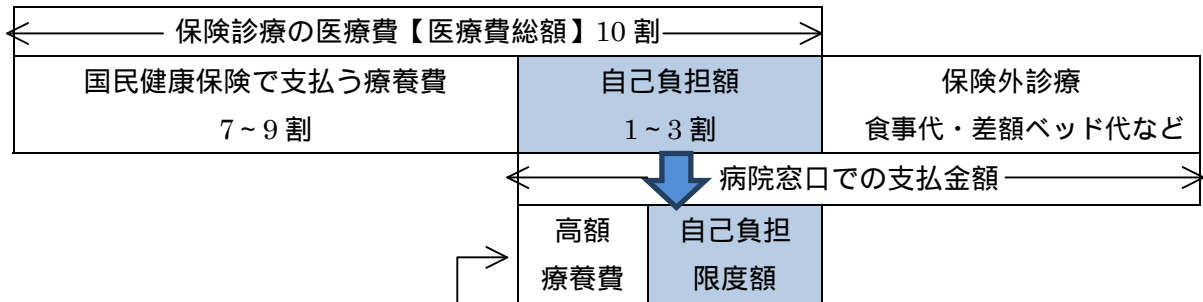 保険診療の医療費【医療費総額】10 割
国民健康保険で支払う療養費
7~9 割
自己負担額
1~3 割
保険外診療
食事代・差額ベッド代など
病院窓口での支払金額
高額
療養費
自己負担
限度額